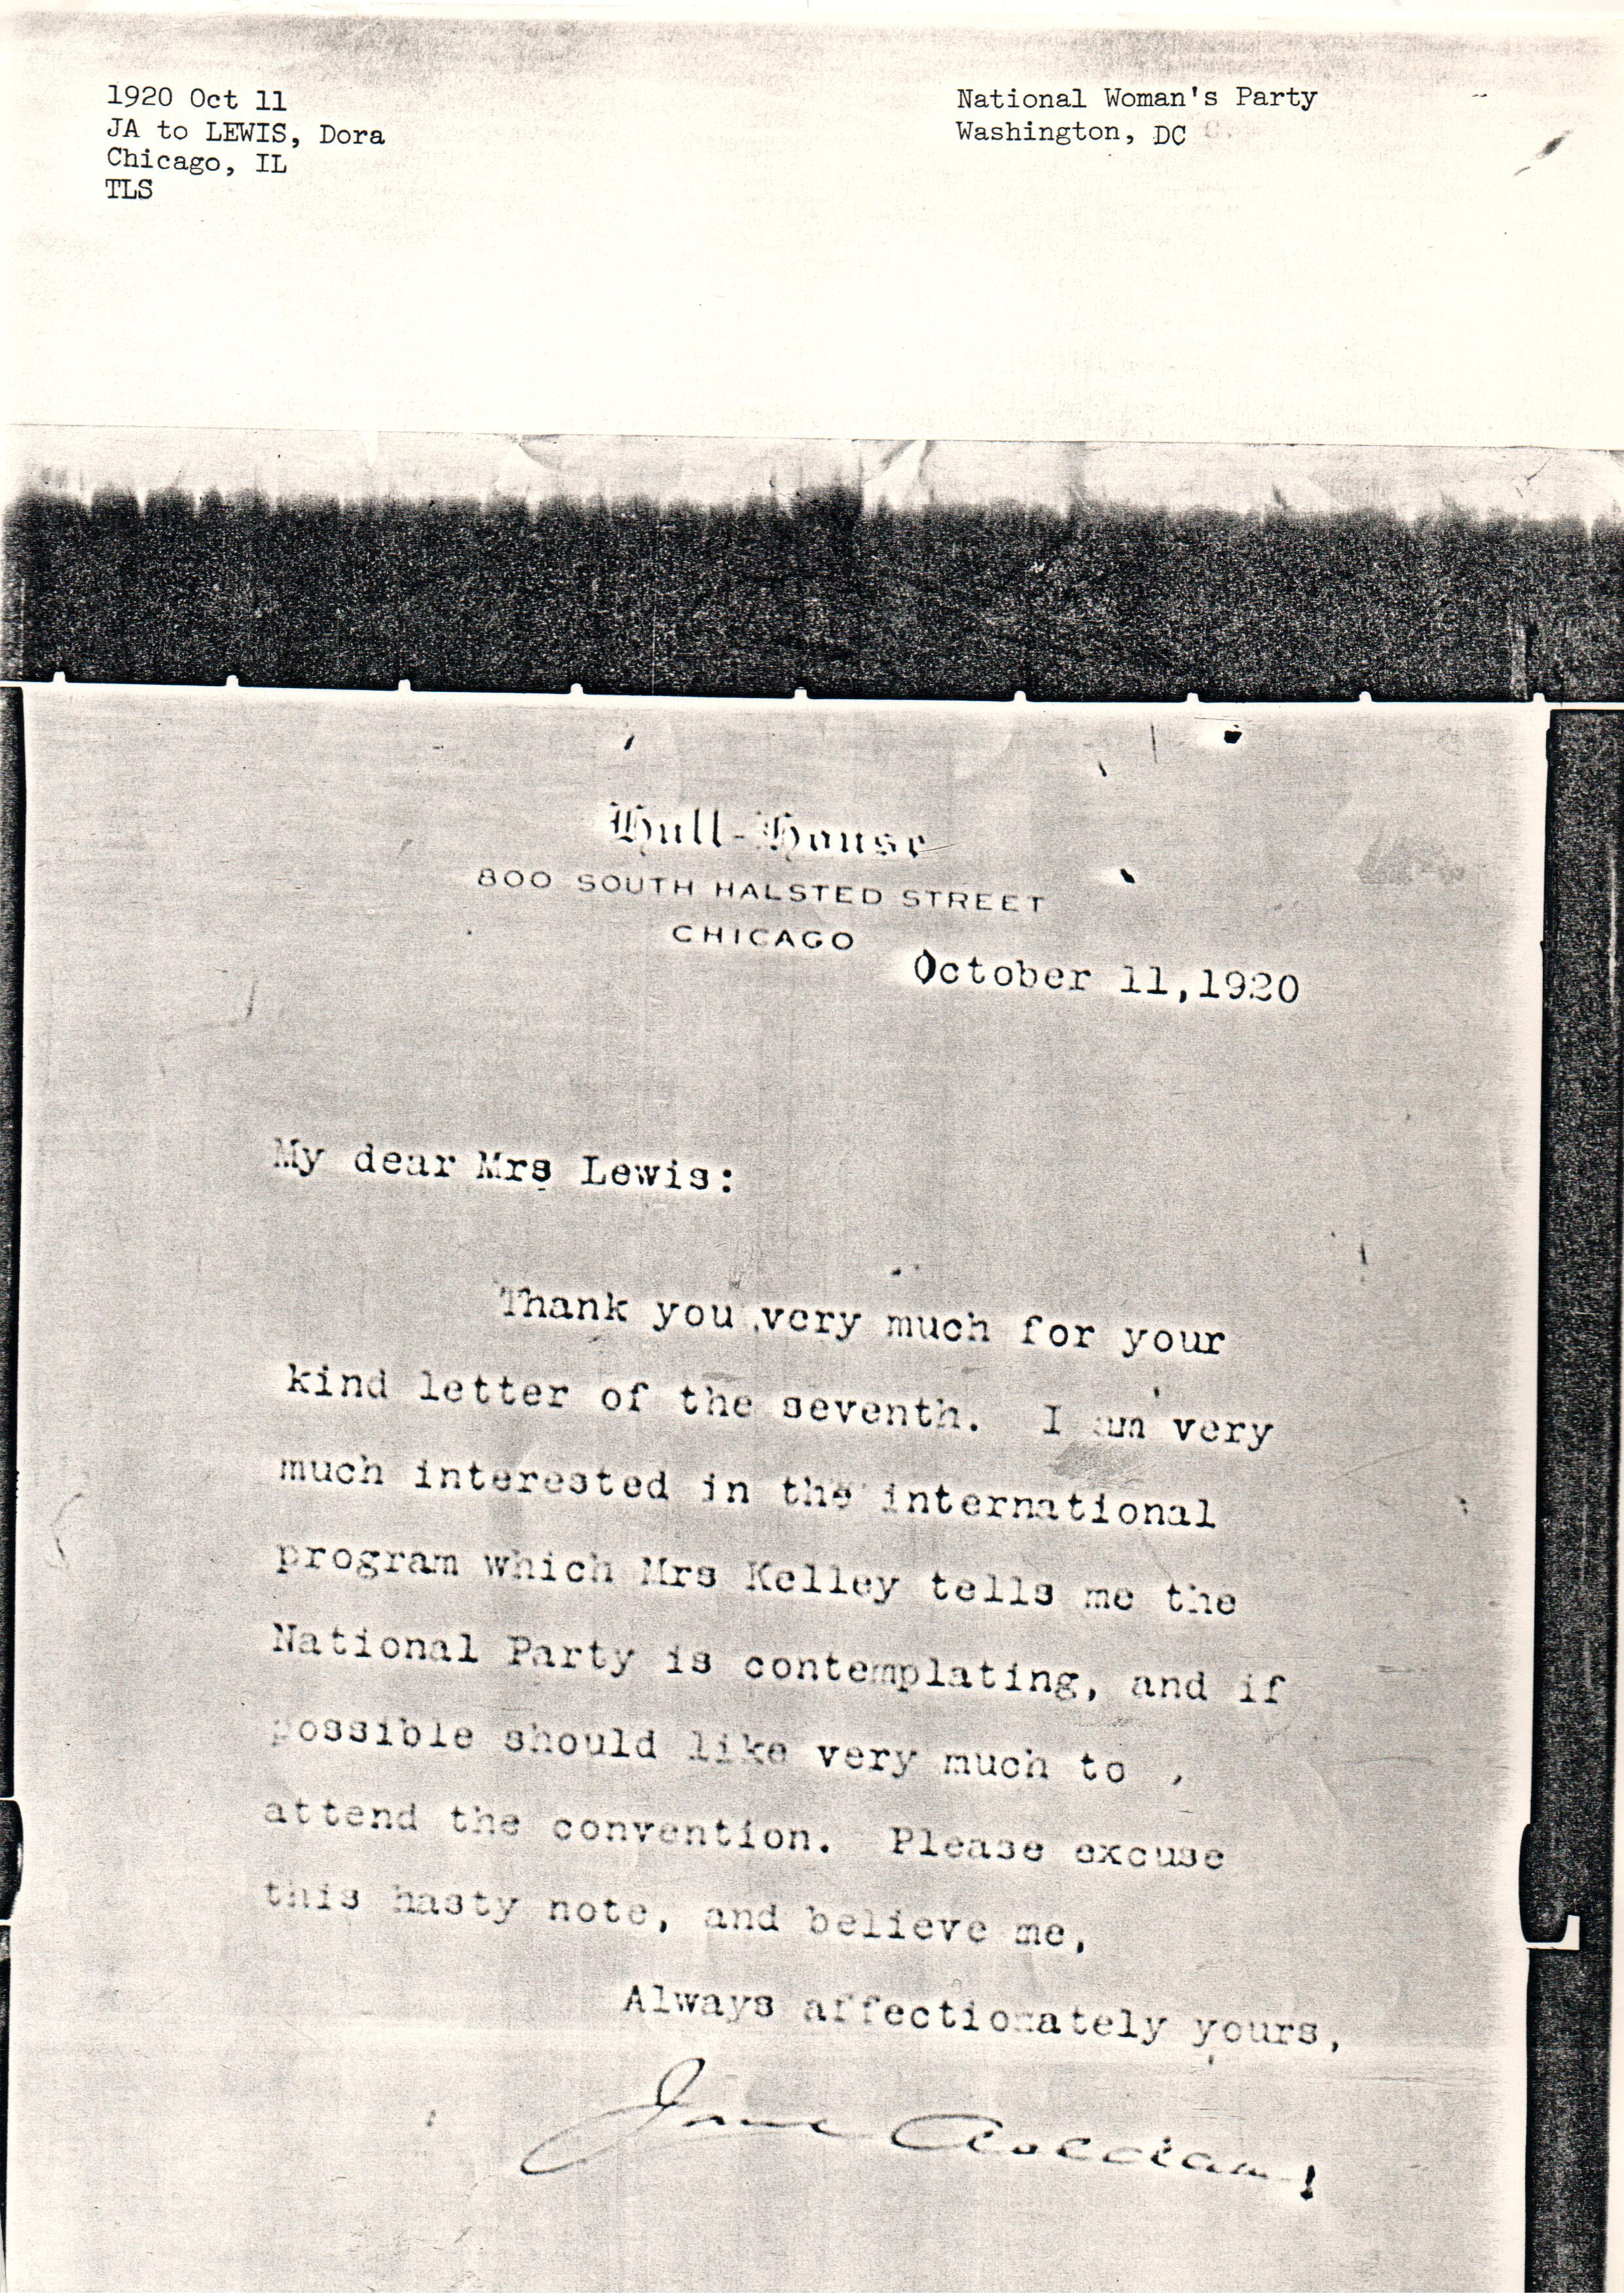 1920 Oct 11
JA to LEWIS, Dora
Chicago, IL
TLS
National Woman's Party
Washington, DC
Hull-House
800 SOUTH HALSTED STREET
CHICAGO
October 11,1920
My dear Mrs Lewis:
Thank you very much for your
kind letter of the seventh. I am very
much interested in the international
program which Mrs Kelley tells me the
National Party is contemplating, and if
possible should like very much to
attend the convention. Please excuse
this hasty note, and believe me,
Always affectionately yours,
Jane Addams